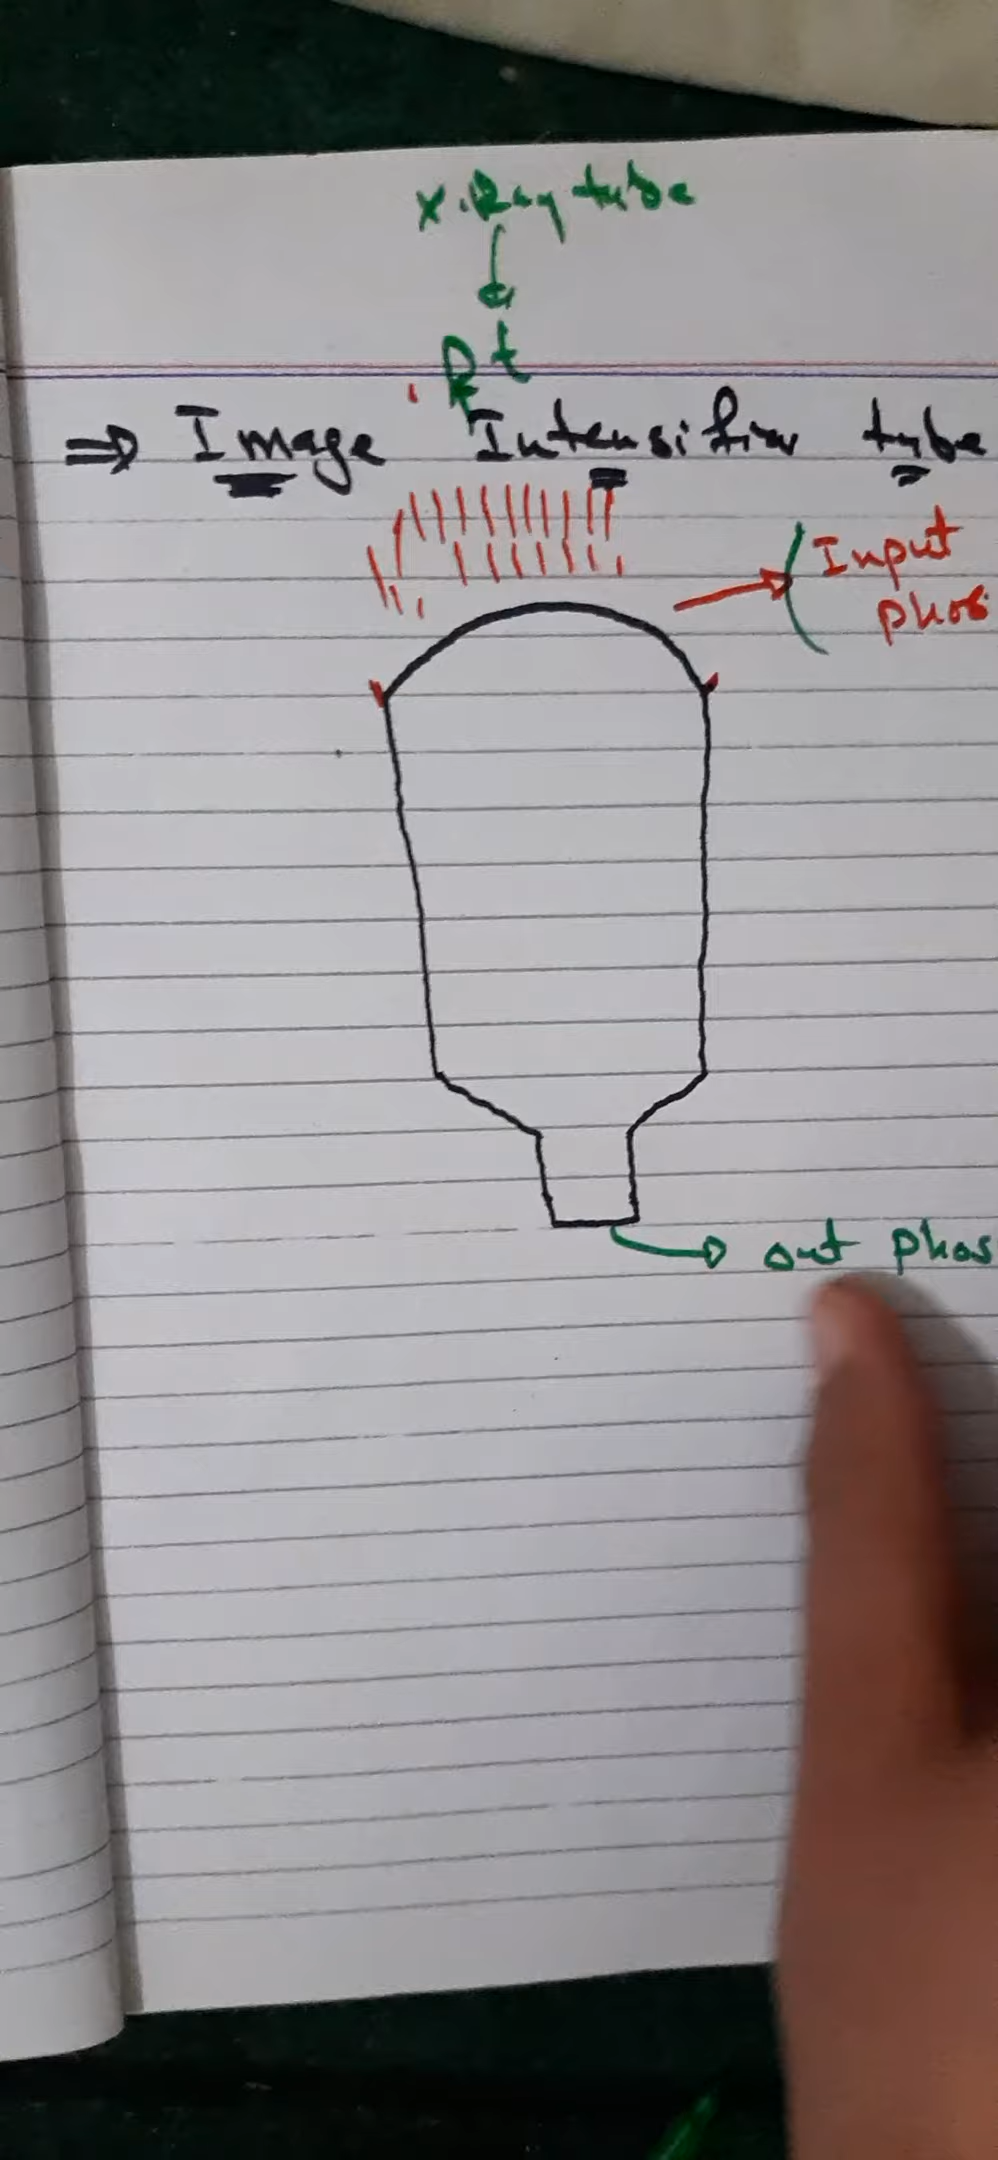 X.Ray tube
Pt
⇒ Image Intensifier tube
Input
phos
out phos